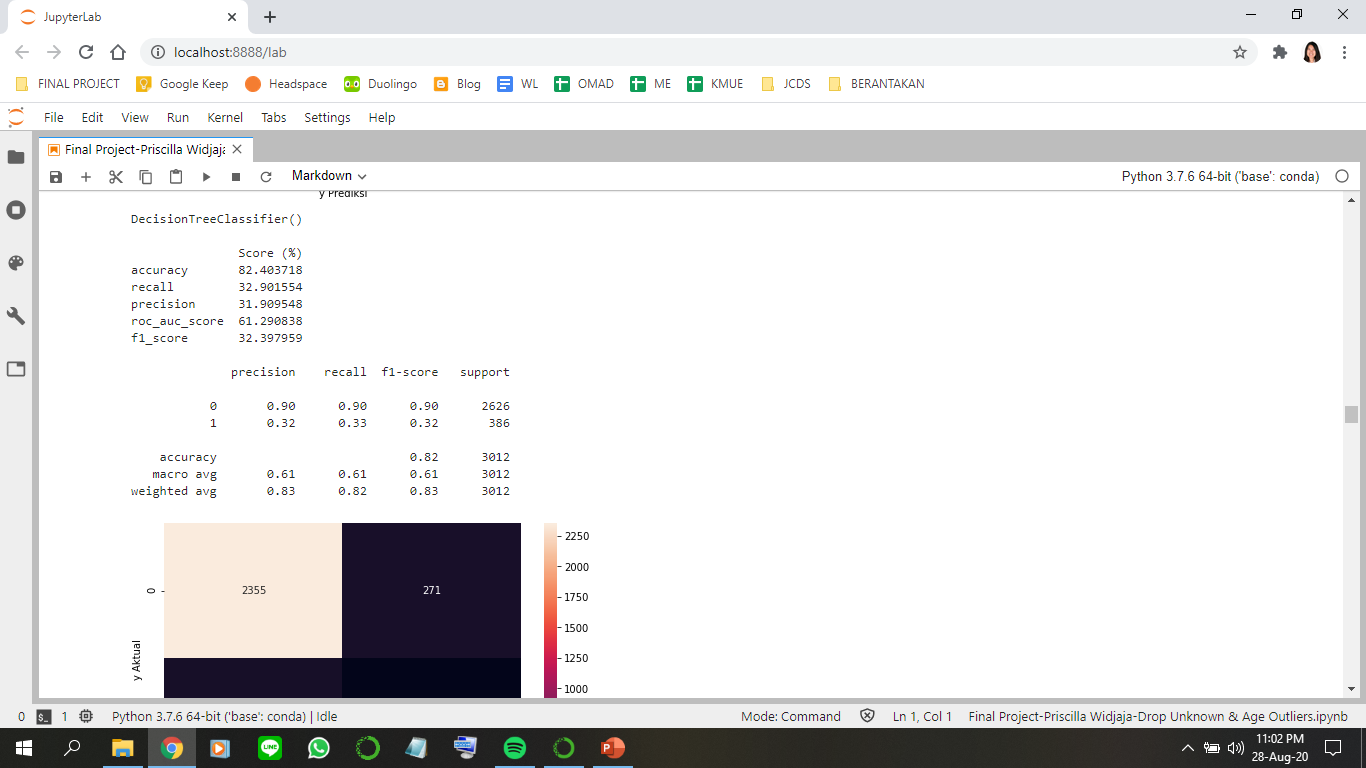 JupyterLab
localhost:8888/lab
FINAL PROJECT Google Keep Headspace Duolingo Blog WL OMAD ME KMUE JCDS BERANTAKAN
File Edit View Run Kernel Tabs Settings Help
Final Project-Priscilla Widjaja
Markdown Python 3.7.6 64-bit ('base': conda)
y Prediksi
DecisionTreeClassifier()
Score (%)
accuracy 82.403718
recall 32.901554
precision 31.909548
roc_auc_score 61.290838
f1_score 32.397959
precision recall f1-score support
0 0.90 0.90 0.90 2626
1 0.32 0.33 0.32 386
accuracy 0.82 3012
macro avg 0.61 0.61 0.61 3012
weighted avg 0.83 0.82 0.83 3012
2250
2000
1750
1500
1250
1000
0
2355 271
y Aktual
0 $_ 1 Python 3.7.6 64-bit ('base': conda) | Idle Mode: Command Ln 1, Col 1 Final Project-Priscilla Widjaja-Drop Unknown & Age Outliers.ipynb
11:02 PM
28-Aug-20